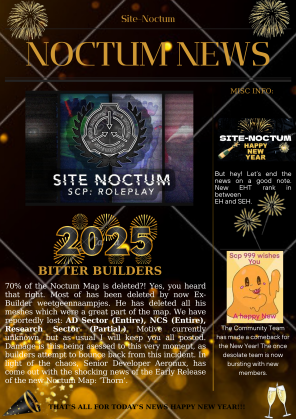 Site-Noctum
NOCTUM NEWS
MISC INFO:
SITE NOCTUM
SCP: ROLEPLAY
SITE-NOCTUM
HAPPY
NEW
YEAR
But hey! Let's end the
news on a good note.
New EHT rank in
between
EH and SEH.
2025
BITTER BUILDERS
70% of the Noctum Map is deleted?! Yes, you heard
that right. Most of has been deleted by now Ex-
Builder weetgeennaampjes. He has deleted all his
meshes which were a great part of the map. We have
reportedly lost; AD Sector (Entire), NCS (Entire),
Research Sector (Partial). Motive currently
unknown, but as usual I will keep you all posted.
Damage is this being asessed to this very moment, as
builders attempt to bounce back from this incident. In
light of the chaos, Senior Developer Aeronux, has
come out with the shocking news of the Early Release
of the new Noctum Map: 'Thorn'.
Scp 999 wishes
You
A happy New
The Community Team
has made a comeback for
the New Year! The once
desolate team is now
bursting with new
members.
THAT'S ALL FOR TODAY'S NEWS HAPPY NEW YEAR!!!